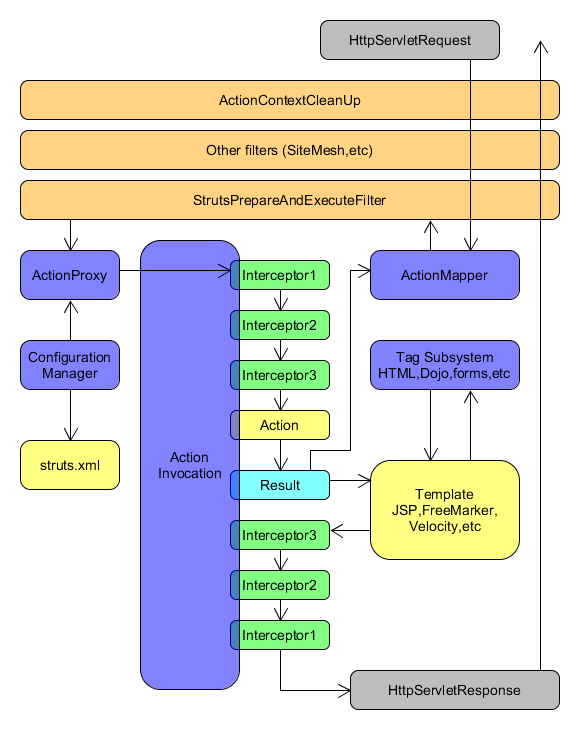 HttpServletRequest
ActionContextCleanUp
Other filters (SiteMesh,etc)
StrutsPrepareAndExecuteFilter
ActionProxy
Interceptor1
ActionMapper
Interceptor2
Configuration
Manager
Interceptor3
Tag Subsystem
HTML,Dojo,forms,etc
Action
struts.xml
Action
Invocation
Result
Template
JSP,FreeMarker,
Velocity,etc
Interceptor3
Interceptor2
Interceptor1
HttpServletResponse